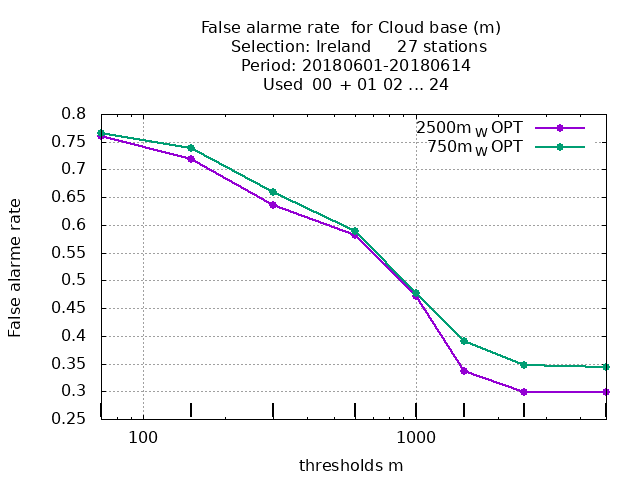 False alarme rate for Cloud base (m)
Selection: Ireland 27 stations
Period: 20180601-20180614
Used 00 + 01 02 ... 24
2500m WOPT
750m WOPT
False alarme rate
0.8
0.75
0.7
0.65
0.6
0.55
0.5
0.45
0.4
0.35
0.3
0.25
100 1000
thresholds m